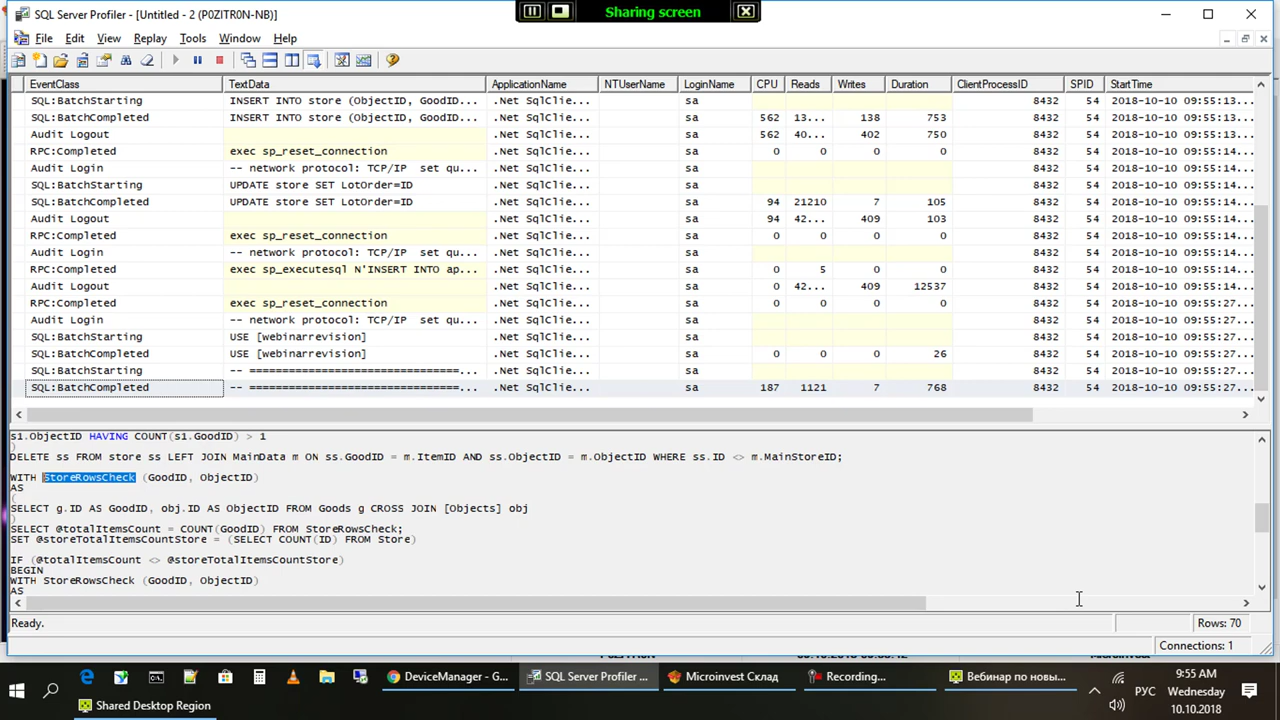 SQL Server Profiler - [Untitled - 2 (P0ZITR0N-NB)]
Sharing screen
File Edit View Replay Tools Window Help
EventClass TextData ApplicationName NTUserName LoginName CPU Reads Writes Duration ClientProcessID SPID StartTime
SQL:BatchStarting INSERT INTO store (ObjectID, GoodID... .Net SqlClie... sa 8432 54 2018-10-10 09:55:13...
SQL:BatchCompleted INSERT INTO store (ObjectID, GoodID... .Net SqlClie... sa 562 13... 138 753 8432 54 2018-10-10 09:55:13...
Audit Logout .Net SqlClie... sa 562 40... 402 750 8432 54 2018-10-10 09:55:13...
RPC:Completed exec sp_reset_connection .Net SqlClie... sa 0 0 0 0 8432 54 2018-10-10 09:55:14...
Audit Login -- network protocol: TCP/IP set qu... .Net SqlClie... sa 8432 54 2018-10-10 09:55:14...
SQL:BatchStarting UPDATE store SET LotOrder=ID .Net SqlClie... sa 8432 54 2018-10-10 09:55:14...
SQL:BatchCompleted UPDATE store SET LotOrder=ID .Net SqlClie... sa 94 21210 7 105 8432 54 2018-10-10 09:55:14...
Audit Logout .Net SqlClie... sa 94 42... 409 103 8432 54 2018-10-10 09:55:14...
RPC:Completed exec sp_reset_connection .Net SqlClie... sa 0 0 0 0 8432 54 2018-10-10 09:55:14...
Audit Login -- network protocol: TCP/IP set qu... .Net SqlClie... sa 8432 54 2018-10-10 09:55:14...
RPC:Completed exec sp_executesql N'INSERT INTO ap... .Net SqlClie... sa 0 5 0 0 8432 54 2018-10-10 09:55:14...
Audit Logout .Net SqlClie... sa 42... 409 12537 8432 54 2018-10-10 09:55:14...
RPC:Completed exec sp_reset_connection .Net SqlClie... sa 0 0 0 0 8432 54 2018-10-10 09:55:27...
Audit Login -- network protocol: TCP/IP set qu... .Net SqlClie... sa 8432 54 2018-10-10 09:55:27...
SQL:BatchStarting USE [webinarrevision] .Net SqlClie... sa 8432 54 2018-10-10 09:55:27...
SQL:BatchCompleted USE [webinarrevision] .Net SqlClie... sa 0 0 0 26 8432 54 2018-10-10 09:55:27...
SQL:BatchStarting -- ================================... .Net SqlClie... sa 8432 54 2018-10-10 09:55:27...
SQL:BatchCompleted -- ================================... .Net SqlClie... sa 187 1121 7 768 8432 54 2018-10-10 09:55:27...
s1.ObjectID HAVING COUNT(s1.GoodID) > 1
)
DELETE ss FROM store ss LEFT JOIN MainData m ON ss.GoodID = m.ItemID AND ss.ObjectID = m.ObjectID WHERE ss.ID <> m.MainStoreID;
WITH StoreRowsCheck (GoodID, ObjectID)
AS
(
SELECT g.ID AS GoodID, obj.ID AS ObjectID FROM Goods g CROSS JOIN [Objects] obj
)
SELECT @totalItemsCount = COUNT(GoodID) FROM StoreRowsCheck;
SET @storeTotalItemsCountStore = (SELECT COUNT(ID) FROM Store)
IF (@totalItemsCount <> @storeTotalItemsCountStore)
BEGIN
WITH StoreRowsCheck (GoodID, ObjectID)
AS
Ready. Rows: 70
Connections: 1
DeviceManager - G... SQL Server Profiler ... Microinvest Склад Recording... Вебинар по новы...
РУС
9:55 AM
Wednesday
10.10.2018
Shared Desktop Region